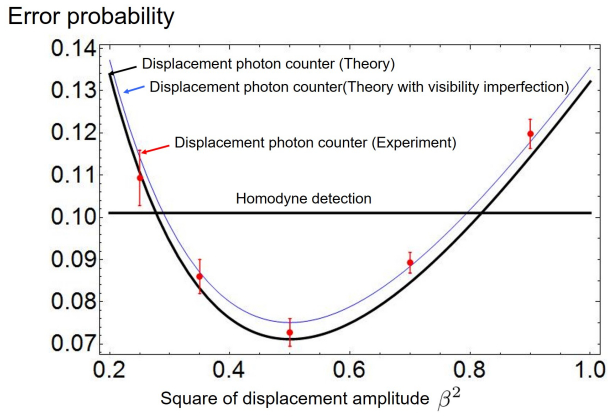 Error probability
0.14
Displacement photon counter (Theory)
0.13
Displacement photon counter(Theory with visibility imperfection)
0.12
Displacement photon counter (Experiment)
0.11
Homodyne detection
0.10
0.09
0.08
0.07
0.2 0.4 0.6 0.8 1.0
Square of displacement amplitude β²